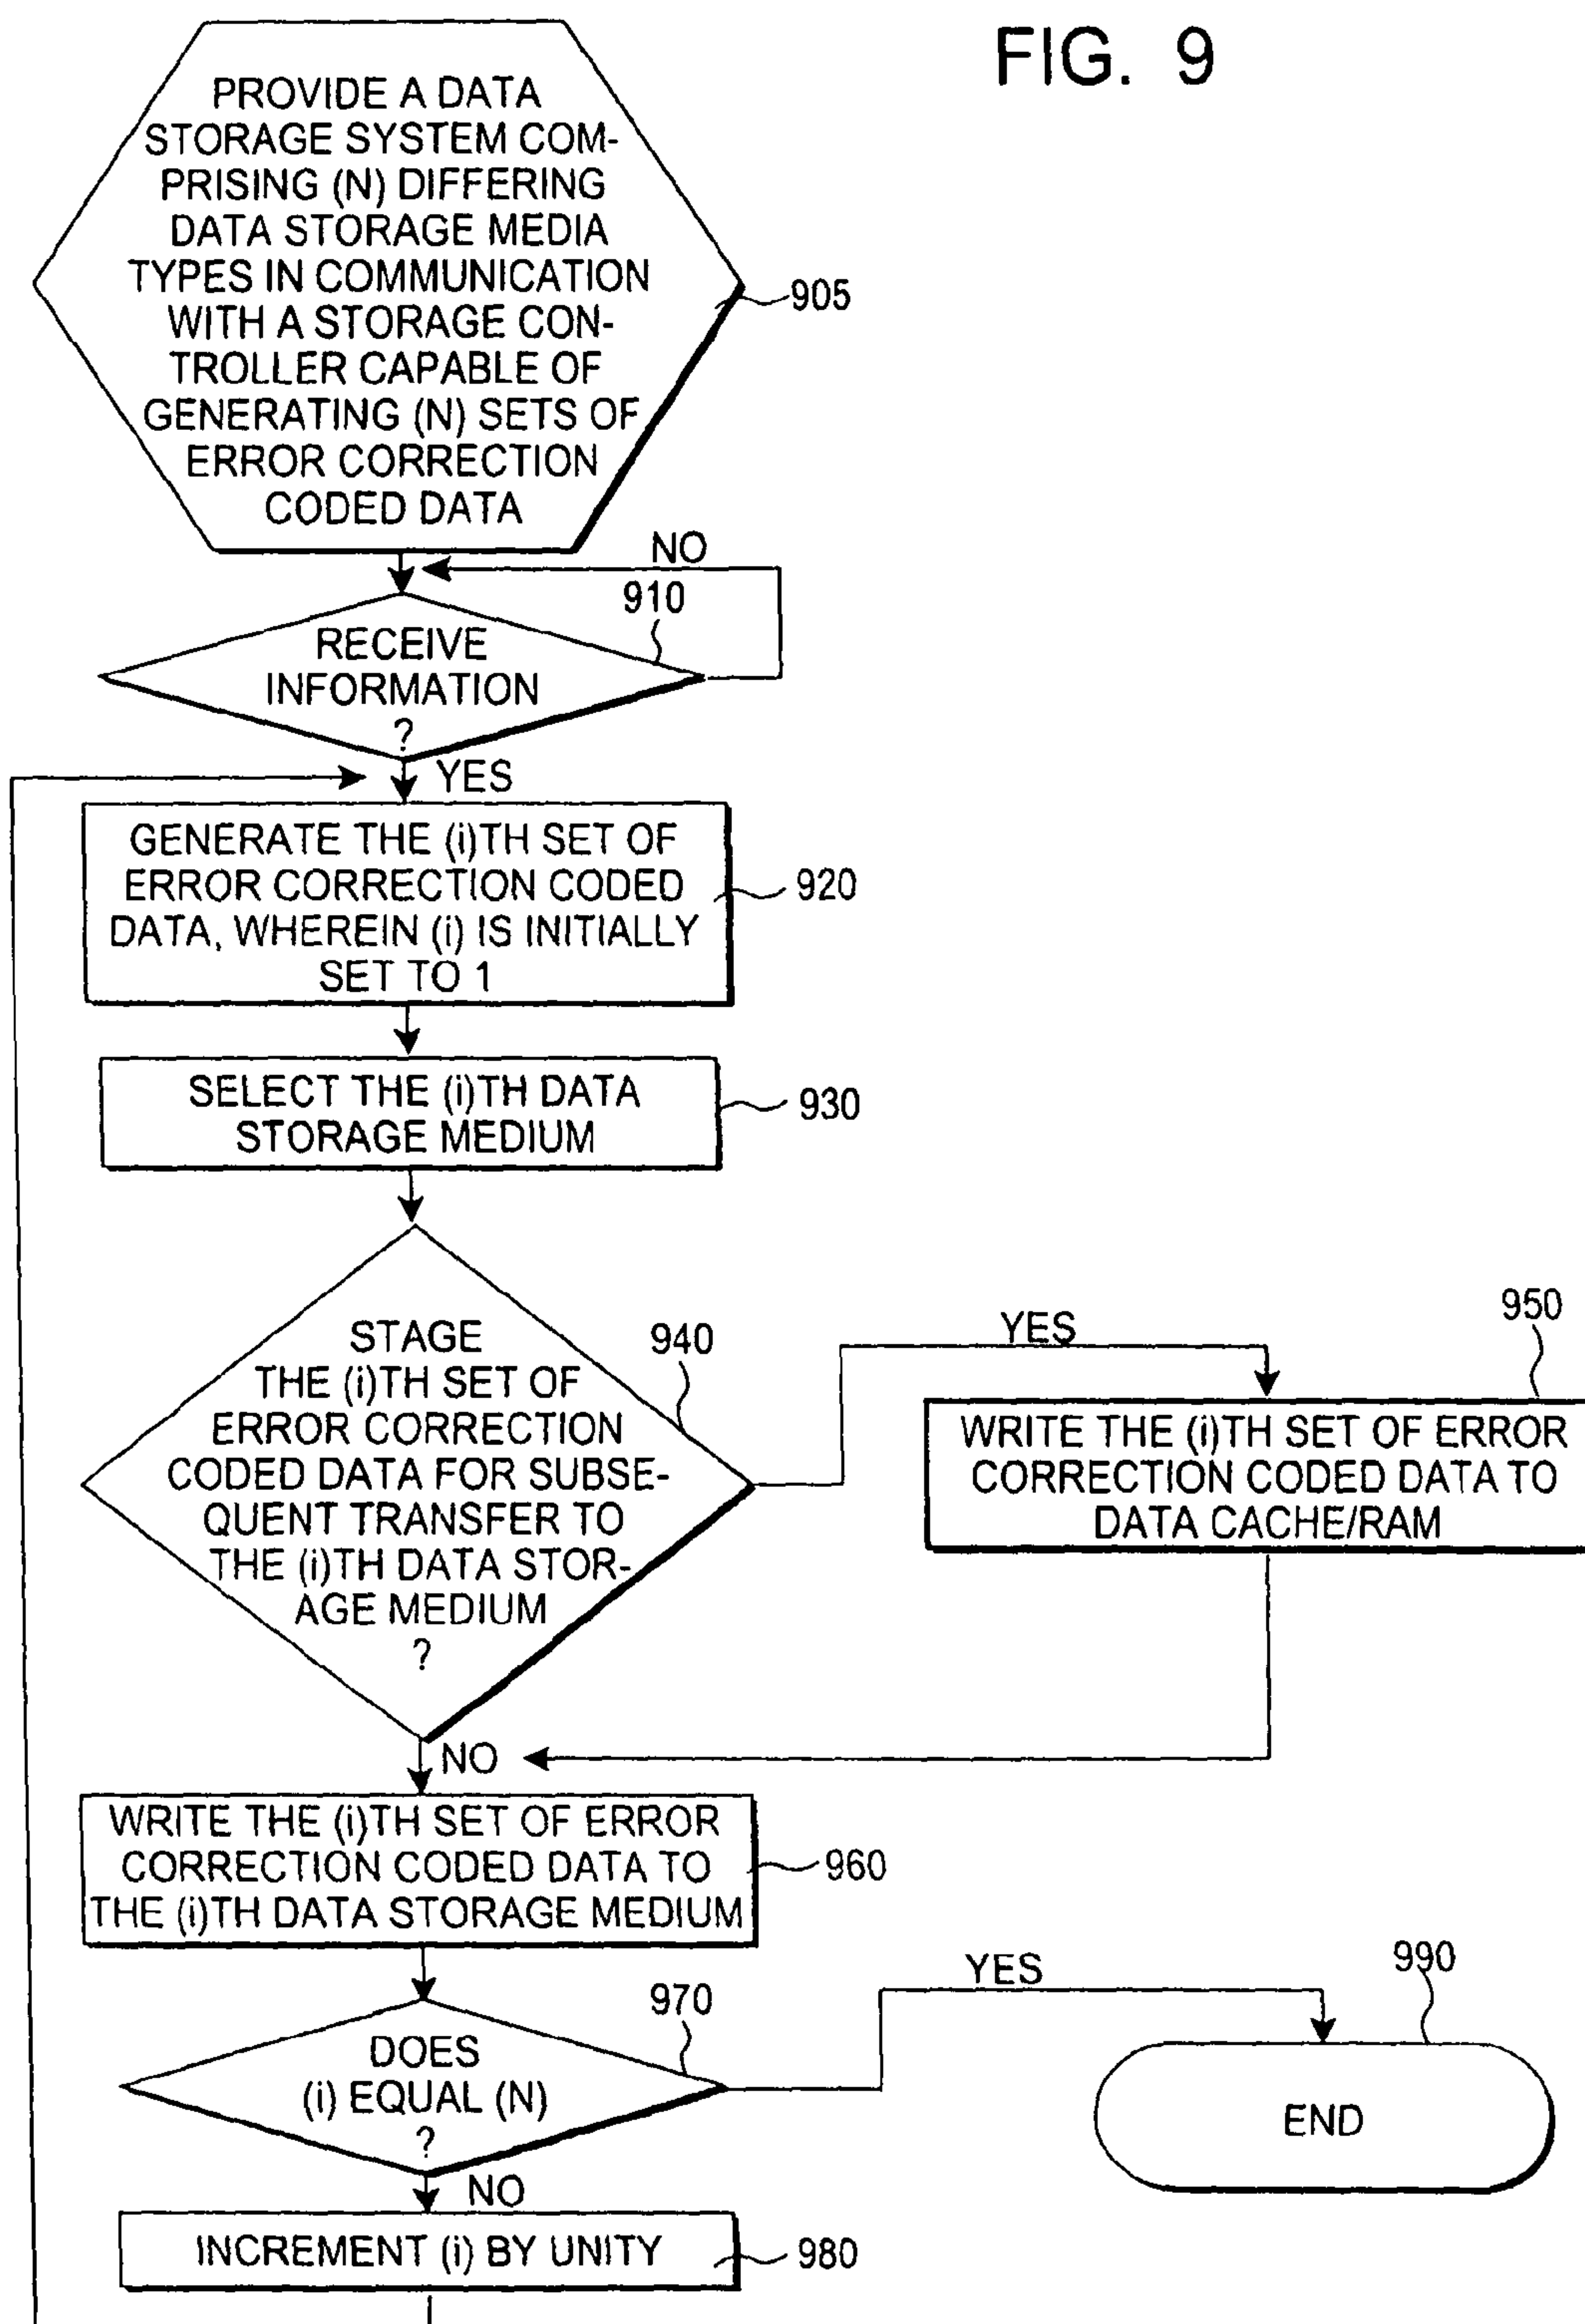 FIG. 9
PROVIDE A DATA
STORAGE SYSTEM COM-
PRISING (N) DIFFERING
DATA STORAGE MEDIA
TYPES IN COMMUNICATION
WITH A STORAGE CON-
TROLLER CAPABLE OF
GENERATING (N) SETS OF
ERROR CORRECTION
CODED DATA.
905
NO
910
RECEIVE
INFORMATION
?
YES
GENERATE THE (i)TH SET OF
ERROR CORRECTION CODED
DATA, WHEREIN (i) IS INITIALLY
SET TO 1
920
SELECT THE (i)TH DATA
STORAGE MEDIUM
930
STAGE
THE (i)TH SET OF
ERROR CORRECTION
CODED DATA FOR SUBSE-
QUENT TRANSFER TO
THE (i)TH DATA STOR-
AGE MEDIUM
?
940
YES
950
WRITE THE (i)TH SET OF ERROR
CORRECTION CODED DATA TO
DATA CACHE/RAM
NO
WRITE THE (i)TH SET OF ERROR
CORRECTION CODED DATA TO
THE (i)TH DATA STORAGE MEDIUM
960
970
DOES
(i) EQUAL (N)
?
YES
990
END
NO
INCREMENT (i) BY UNITY
980